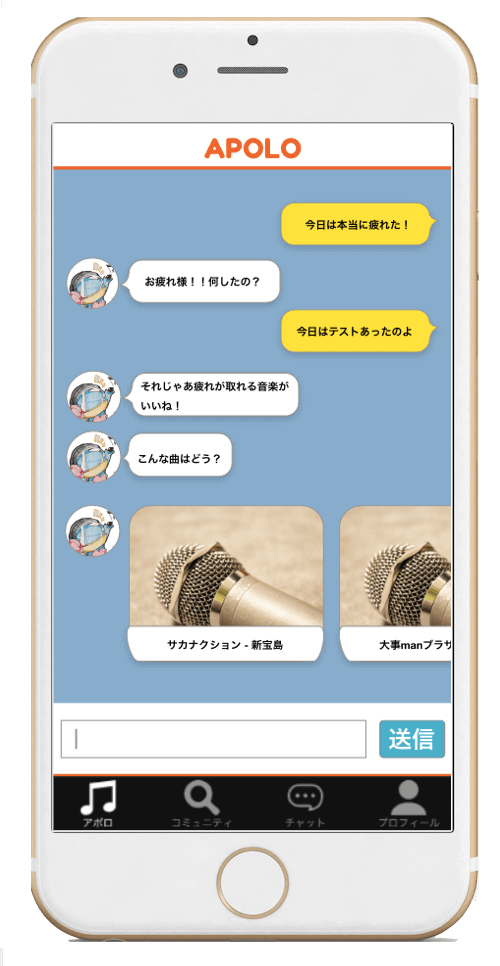 APOLO
今日は本当に疲れた！
お疲れ様！！何したの？
今日はテストあったのよ
それじゃあ疲れが取れる音楽が
いいね！
こんな曲はどう？
サカナクション - 新宝島
大事manブラザ
送信
アポロ
コミュニティ
チャット
プロフィール